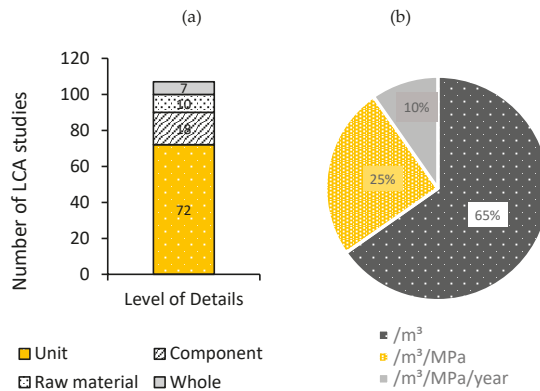 (a)
(b)
Number of LCA studies
120
100
80
60
40
20
0
7
10
18
72
Level of Details
Unit
Component
Raw material
Whole
10%
25%
65%
/m³
/m³/MPa
/m³/MPa/year